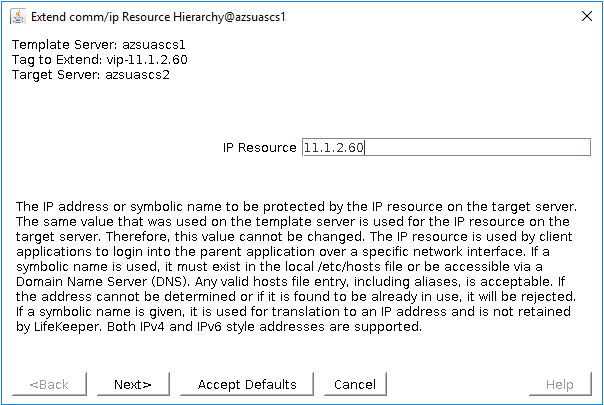 Extend comm/ip Resource Hierarchy@azsuascs1
Template Server: azsuascs1
Tag to Extend: vip-11.1.2.60
Target Server: azsuascs2
IP Resource 11.1.2.60
The IP address or symbolic name to be protected by the IP resource on the target server.
The same value that was used on the template server is used for the IP resource on the
target server. Therefore, this value cannot be changed. The IP resource is used by client
applications to login into the parent application over a specific network interface. If a
symbolic name is used, it must exist in the local /etc/hosts file or be accessible via a
Domain Name Server (DNS). Any valid hosts file entry, including aliases, is acceptable. If
the address cannot be determined or if it is found to be already in use, it will be rejected.
If a symbolic name is given, it is used for translation to an IP address and is not retained
by LifeKeeper. Both IPv4 and IPv6 style addresses are supported.
<Back Next> Accept Defaults Cancel Help